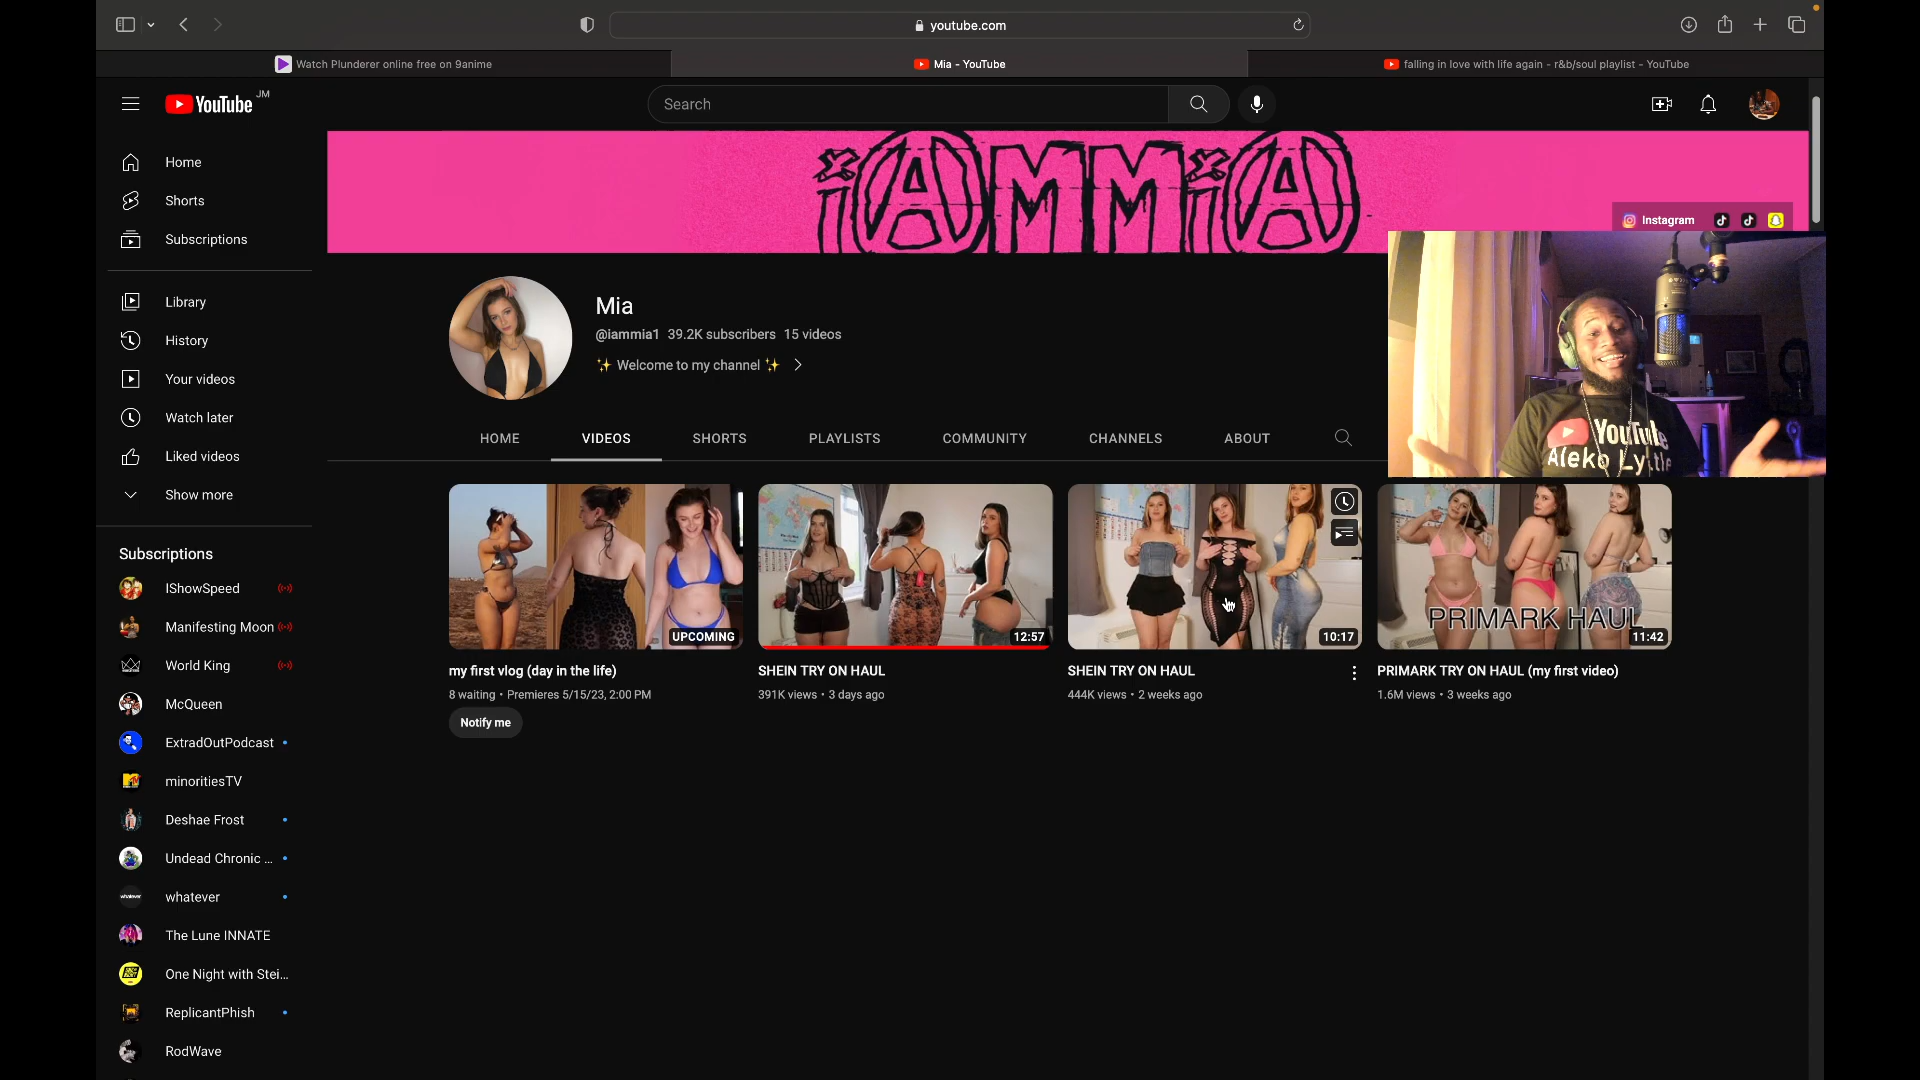 youtube.com
Watch Plunderer online free on 9anime
Mia - YouTube
falling in love with life again - r&b/soul playlist - YouTube
YouTube JM
Search
Home
Shorts
Subscriptions
Library
History
Your videos
Watch later
Liked videos
Show more
Subscriptions
IShowSpeed
Manifesting Moon
World King
McQueen
ExtradOutPodcast
minoritiesTV
Deshae Frost
Undead Chronic ...
whatever
The Lune INNATE
One Night with Stei...
ReplicantPhish
RodWave
iAMMiA
Instagram
Mia
@iammia1 39.2K subscribers 15 videos
✨ Welcome to my channel ✨
HOME VIDEOS SHORTS PLAYLISTS COMMUNITY CHANNELS ABOUT
YouTube
Aleko Lyttle
UPCOMING
my first vlog (day in the life)
8 waiting • Premieres 5/15/23, 2:00 PM
Notify me
12:57
SHEIN TRY ON HAUL
391K views • 3 days ago
10:17
SHEIN TRY ON HAUL
444K views • 2 weeks ago
PRIMARK HAUL
11:42
PRIMARK TRY ON HAUL (my first video)
1.6M views • 3 weeks ago